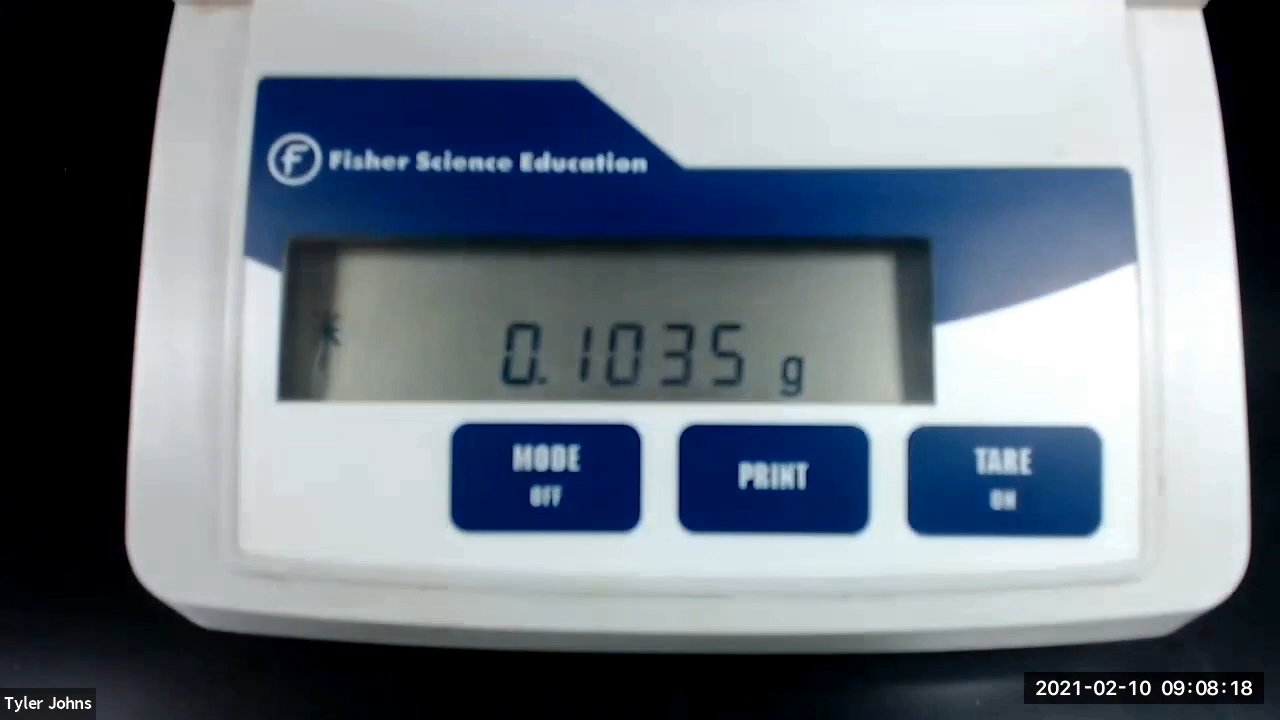 Fisher Science Education
* 0.1035 g
MODE
OFF
PRINT
TARE
ON
Tyler Johns
2021-02-10 09:08:18